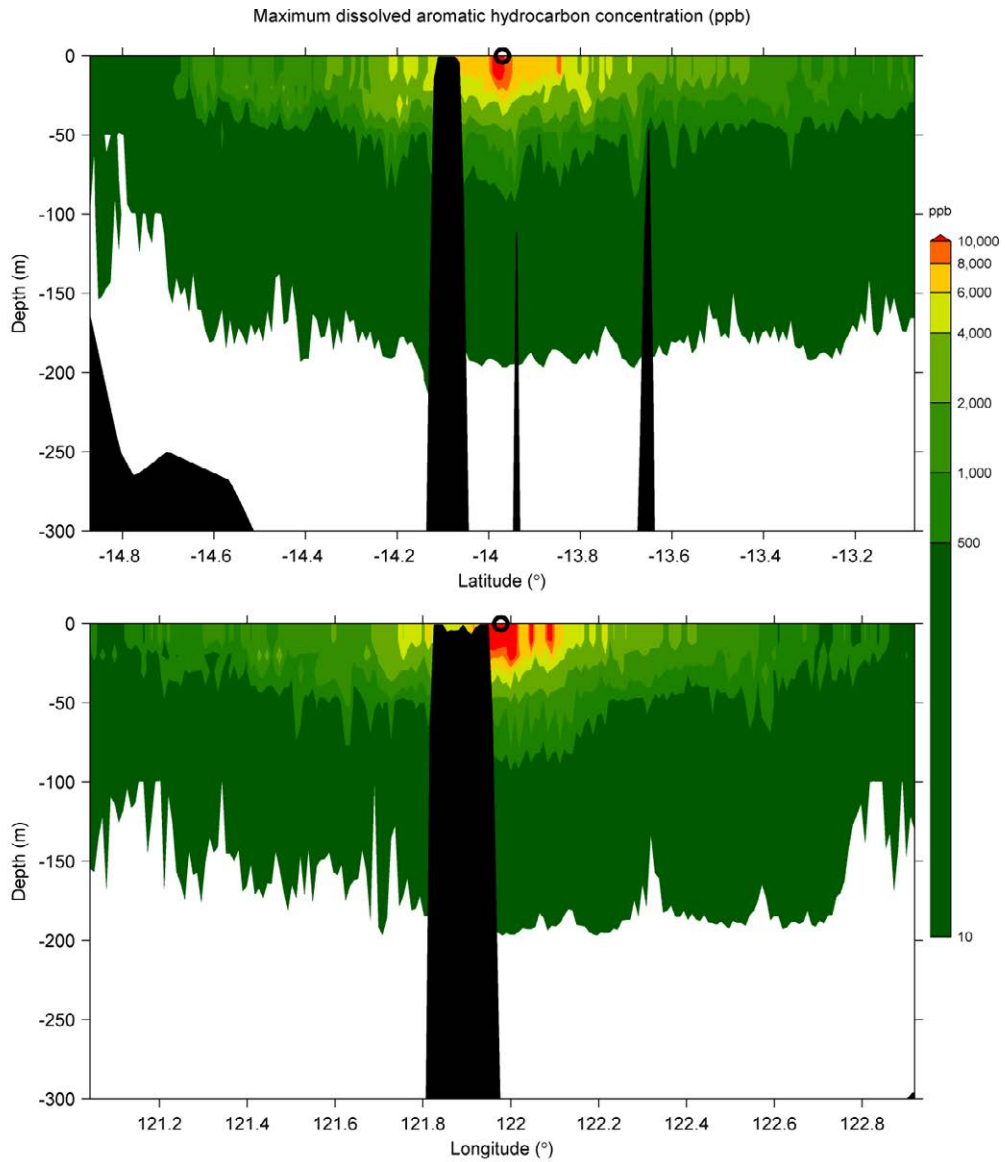 Maximum dissolved aromatic hydrocarbon concentration (ppb)
0
-50
-100
-150
-200
-250
-300
Depth (m)
-14.8 -14.6 -14.4 -14.2 -14 -13.8 -13.6 -13.4 -13.2
Latitude (°)
ppb
10,000
8,000
6,000
4,000
2,000
1,000
500
10
0
-50
-100
-150
-200
-250
-300
Depth (m)
121.2 121.4 121.6 121.8 122 122.2 122.4 122.6 122.8
Longitude (°)